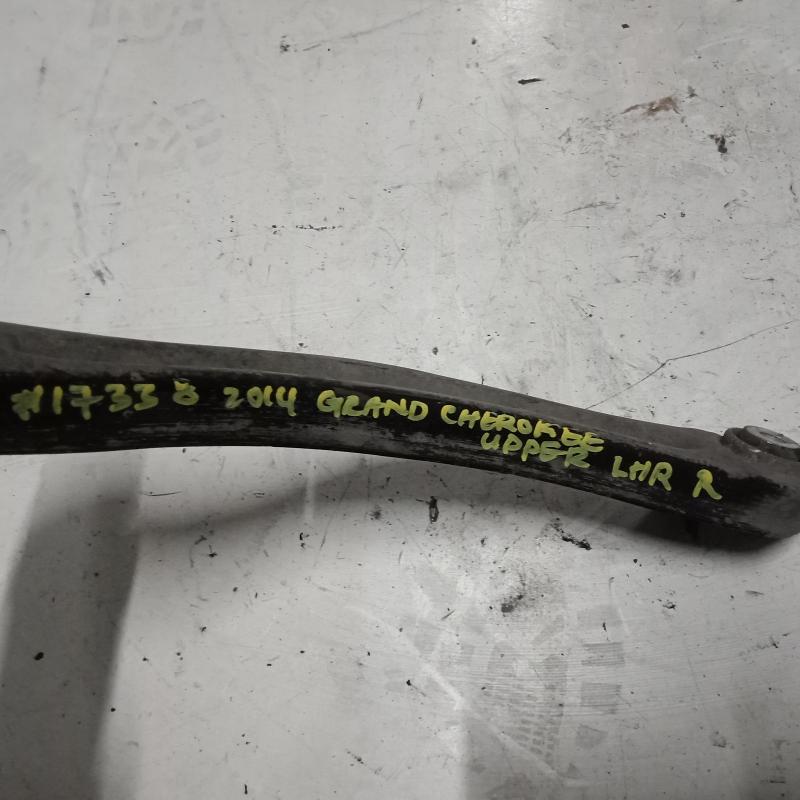 #17338 2014 GRAND CHEROKEE
UPPER LHR R